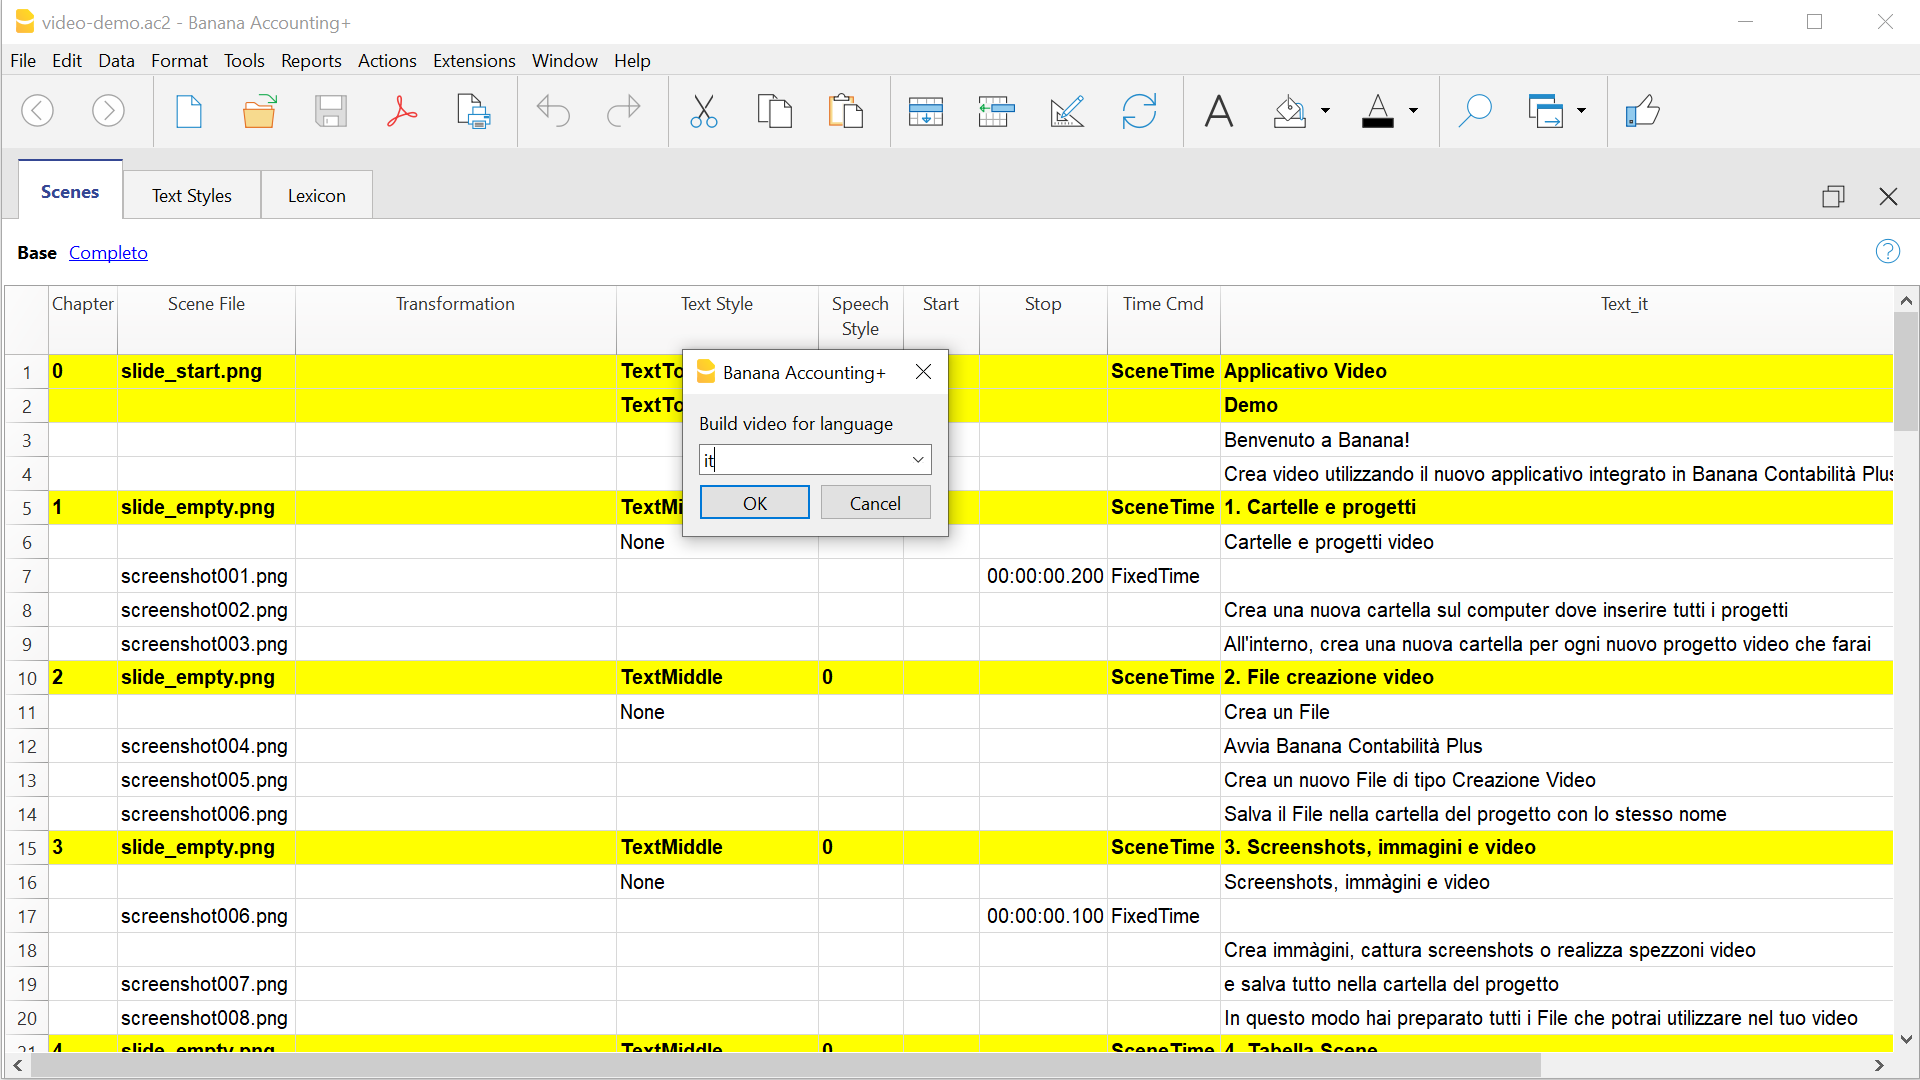 video-demo.ac2 - Banana Accounting+
File Edit Data Format Tools Reports Actions Extensions Window Help
Scenes Text Styles Lexicon
Base Completo
Chapter Scene File Transformation Text Style Speech Style Start Stop Time Cmd Text_it
1 0 slide_start.png TextTo SceneTime Applicativo Video
2 TextTo Demo
3 Benvenuto a Banana!
4 Crea video utilizzando il nuovo applicativo integrato in Banana Contabilità Plus
5 1 slide_empty.png TextMi SceneTime 1. Cartelle e progetti
6 None Cartelle e progetti video
7 screenshot001.png 00:00:00.200 FixedTime
8 screenshot002.png Crea una nuova cartella sul computer dove inserire tutti i progetti
9 screenshot003.png All'interno, crea una nuova cartella per ogni nuovo progetto video che farai
10 2 slide_empty.png TextMiddle 0 SceneTime 2. File creazione video
11 None Crea un File
12 screenshot004.png Avvia Banana Contabilità Plus
13 screenshot005.png Crea un nuovo File di tipo Creazione Video
14 screenshot006.png Salva il File nella cartella del progetto con lo stesso nome
15 3 slide_empty.png TextMiddle 0 SceneTime 3. Screenshots, immagini e video
16 None Screenshots, immàgini e video
17 screenshot006.png 00:00:00.100 FixedTime
18 Crea immàgini, cattura screenshots o realizza spezzoni video
19 screenshot007.png e salva tutto nella cartella del progetto
20 screenshot008.png In questo modo hai preparato tutti i File che potrai utilizzare nel tuo video
21 4 slide_empty.png TextMiddle 0 SceneTime 4. Tabella Scene
Banana Accounting+
Build video for language
it
OK Cancel